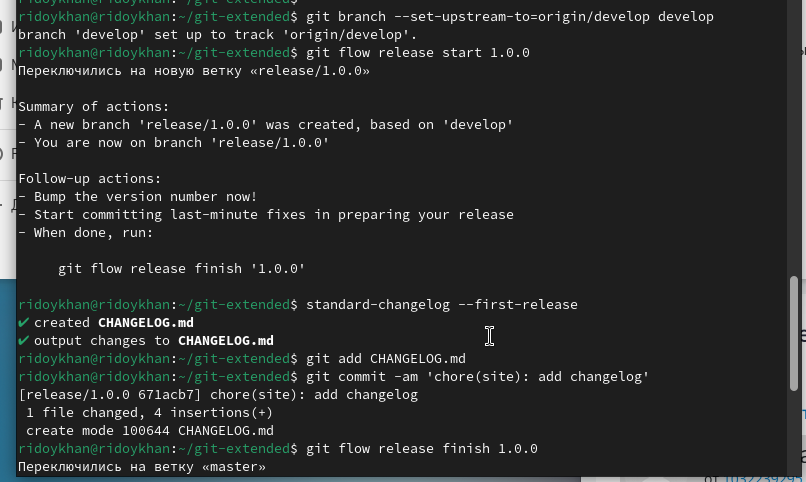 ridoykhan@ridoykhan:~/git-extended$ git branch --set-upstream-to=origin/develop develop
branch 'develop' set up to track 'origin/develop'.
ridoykhan@ridoykhan:~/git-extended$ git flow release start 1.0.0
Переключились на новую ветку «release/1.0.0»
Summary of actions:
- A new branch 'release/1.0.0' was created, based on 'develop'
- You are now on branch 'release/1.0.0'
Follow-up actions:
- Bump the version number now!
- Start committing last-minute fixes in preparing your release
- When done, run:
git flow release finish '1.0.0'
ridoykhan@ridoykhan:~/git-extended$ standard-changelog --first-release
✔ created CHANGELOG.md
✔ output changes to CHANGELOG.md
ridoykhan@ridoykhan:~/git-extended$ git add CHANGELOG.md
ridoykhan@ridoykhan:~/git-extended$ git commit -am 'chore(site): add changelog'
[release/1.0.0 671acb7] chore(site): add changelog
1 file changed, 4 insertions(+)
create mode 100644 CHANGELOG.md
ridoykhan@ridoykhan:~/git-extended$ git flow release finish 1.0.0
Переключились на ветку «master»